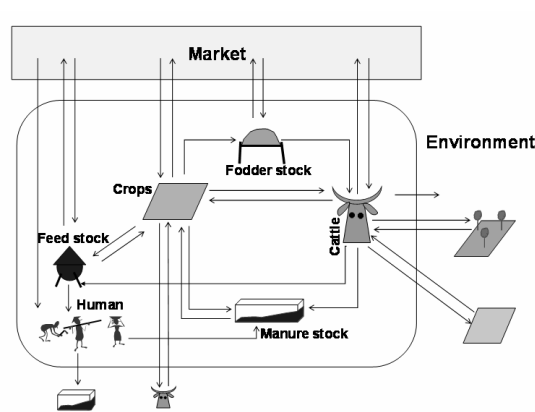 Market
Environment
Fodder stock
Crops
Cattle
Feed stock
Human
Manure stock